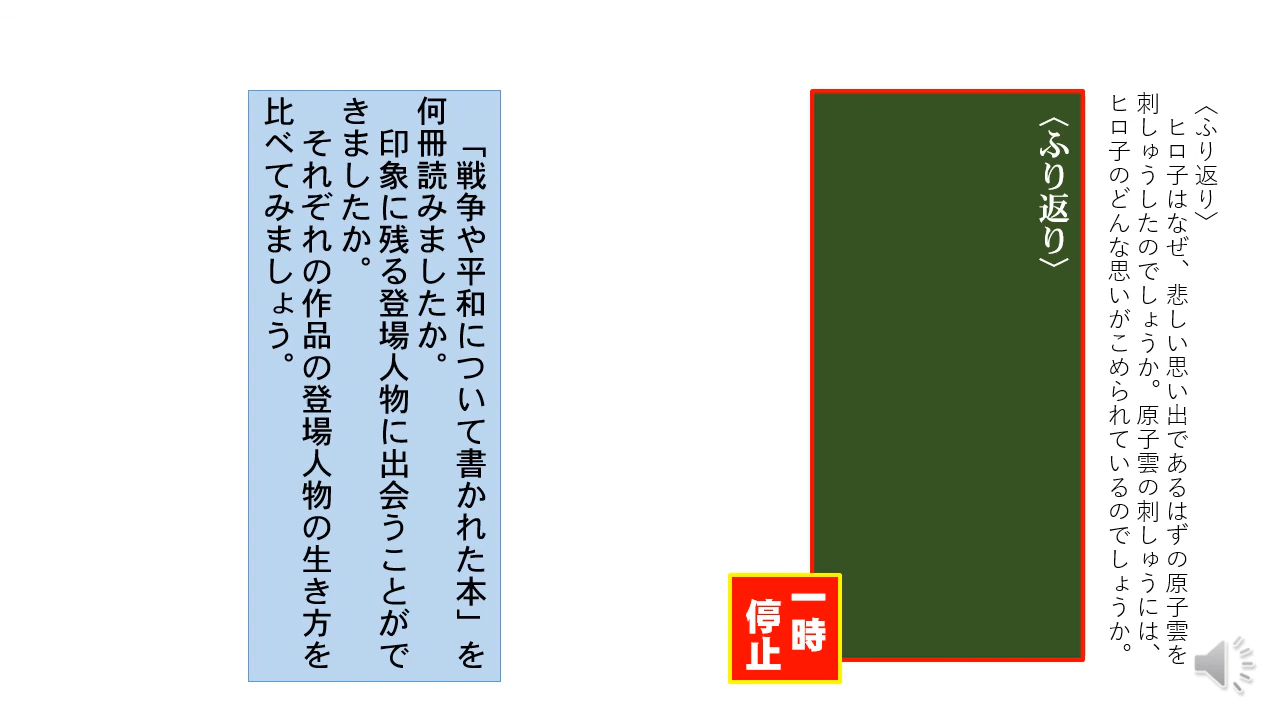 〈ふり返り〉
ヒロ子はなぜ、悲しい思い出であるはずの原子雲を
刺しゅうしたのでしょうか。原子雲の刺しゅうには、
ヒロ子のどんな思いがこめられているのでしょうか。
〈ふり返り〉
一時
停止
「戦争や平和について書かれた本」を
何冊読みましたか。
印象に残る登場人物に出会うことがで
きましたか。
それぞれの作品の登場人物の生き方を
比べてみましょう。